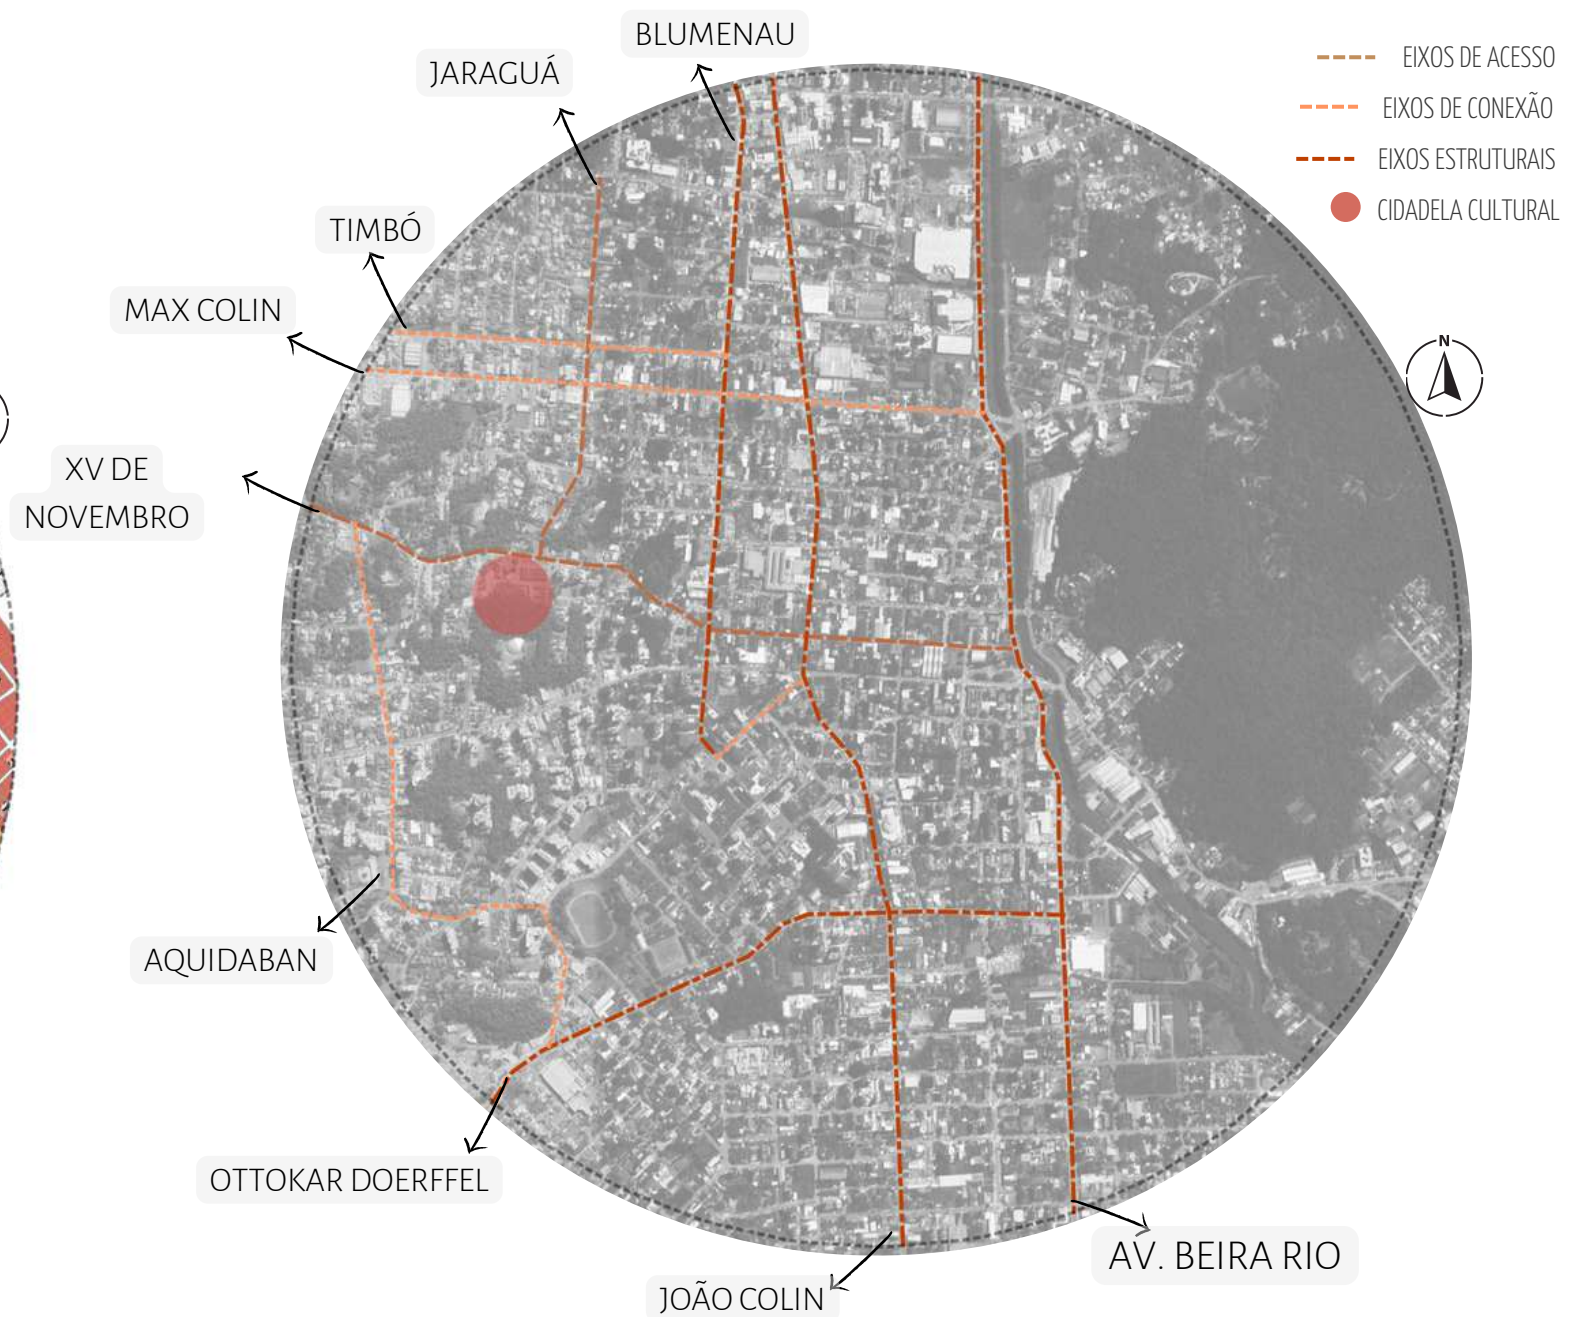 BLUMENAU
JARAGUÁ
TIMBÓ
MAX COLIN
XV DE
NOVEMBRO
AQUIDABAN
OTTOKAR DOERFFEL
JOÃO COLIN
AV. BEIRA RIO
EIXOS DE ACESSO
EIXOS DE CONEXÃO
EIXOS ESTRUTURAIS
CIDADELA CULTURAL
N